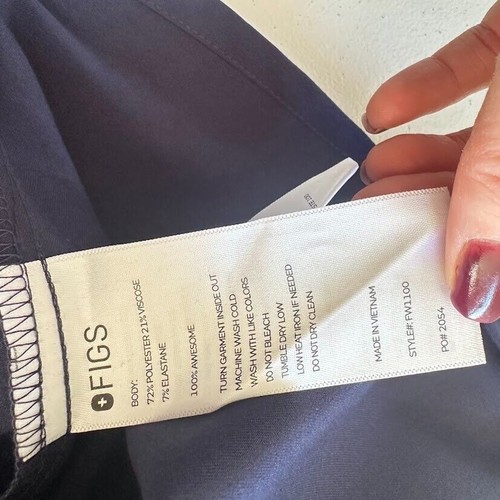 FIGS
BODY:
72% POLYESTER 21% VISCOSE
7% ELASTANE
100% AWESOME
TURN GARMENT INSIDE OUT
MACHINE WASH COLD
WASH WITH LIKE COLORS
DO NOT BLEACH
TUMBLE DRY LOW
LOW HEAT IRON IF NEEDED
DO NOT DRY CLEAN
MADE IN VIETNAM
STYLE#: FW1100
PO#: 2054